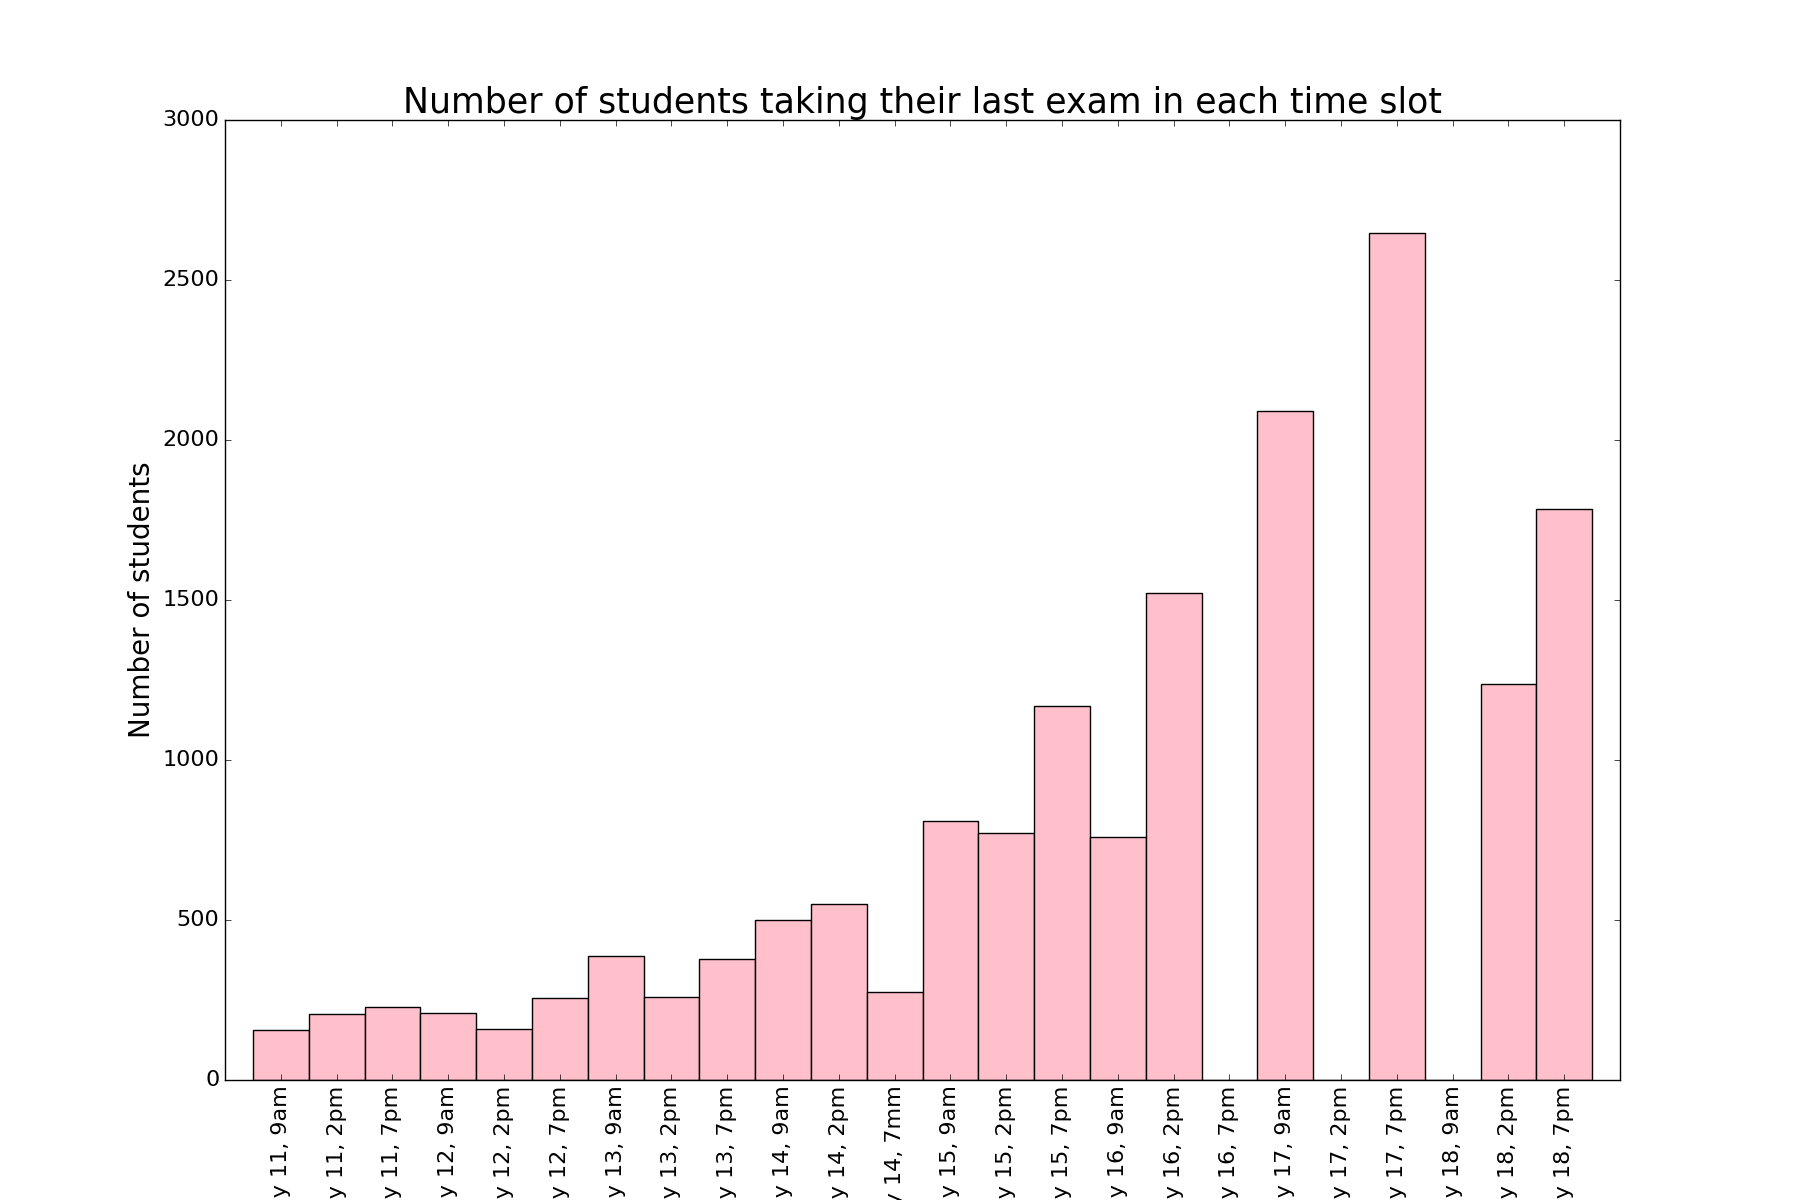 Number of students taking their last exam in each time slot
Number of students
3000
2500
2000
1500
1000
500
0
y 11, 9am
y 11, 2pm
y 11, 7pm
y 12, 9am
y 12, 2pm
y 12, 7pm
y 13, 9am
y 13, 2pm
y 13, 7pm
y 14, 9am
y 14, 2pm
y 14, 7mm
y 15, 9am
y 15, 2pm
y 15, 7pm
y 16, 9am
y 16, 2pm
y 16, 7pm
y 17, 9am
y 17, 2pm
y 17, 7pm
y 18, 9am
y 18, 2pm
y 18, 7pm